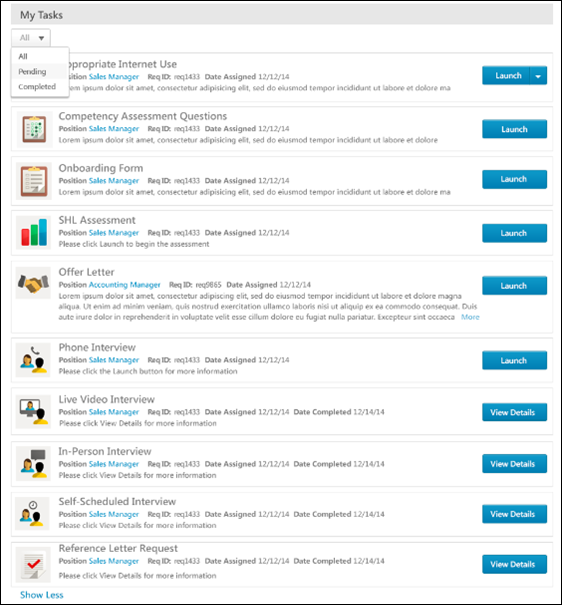 My Tasks
All
All
Pending
Completed
ppropriate Internet Use
Position Sales Manager Req ID: req1433 Date Assigned 12/12/14
Lorem ipsum dolor sit amet, consectetur adipisicing elit, sed do eiusmod tempor incididunt ut labore et dolore ma
Launch
Competency Assessment Questions
Position Sales Manager Req ID: req1433 Date Assigned 12/12/14
Lorem ipsum dolor sit amet, consectetur adipisicing elit, sed do eiusmod tempor incididunt ut labore et dolore
Launch
Onboarding Form
Position Sales Manager Req ID: req1433 Date Assigned 12/12/14
Lorem ipsum dolor sit amet, consectetur adipisicing elit, sed do eiusmod tempor incididunt ut labore et dolore ma
Launch
SHL Assessment
Position Sales Manager Req ID: req1433 Date Assigned 12/12/14
Please click Launch to begin the assessment
Launch
Offer Letter
Position Accounting Manager Req ID: req9865 Date Assigned 12/12/14
Lorem ipsum dolor sit amet, consectetur adipisicing elit, sed do eiusmod tempor incididunt ut labore et dolore magna
aliqua. Ut enim ad minim veniam, quis nostrud exercitation ullamco laboris nisi ut aliquip ex ea commodo consequat. Duis
aute irure dolor in reprehenderit in voluptate velit esse cillum dolore eu fugiat nulla pariatur. Excepteur sint occaeca More
Launch
Phone Interview
Position Sales Manager Req ID: req1433 Date Assigned 12/12/14
Please click the Launch button for more information
Launch
Live Video Interview
Position Sales Manager Req ID: req1433 Date Assigned 12/12/14 Date Completed 12/14/14
Please click View Details for more information
View Details
In-Person Interview
Position Sales Manager Req ID: req1433 Date Assigned 12/12/14 Date Completed 12/14/14
Please click View Details for more information
View Details
Self-Scheduled Interview
Position Sales Manager Req ID: req1433 Date Assigned 12/12/14 Date Completed 12/14/14
Please click View Details for more information
View Details
Reference Letter Request
Position Sales Manager Req ID: req1433 Date Assigned 12/12/14 Date Completed 12/14/14
Please click View Details for more information
View Details
Show Less